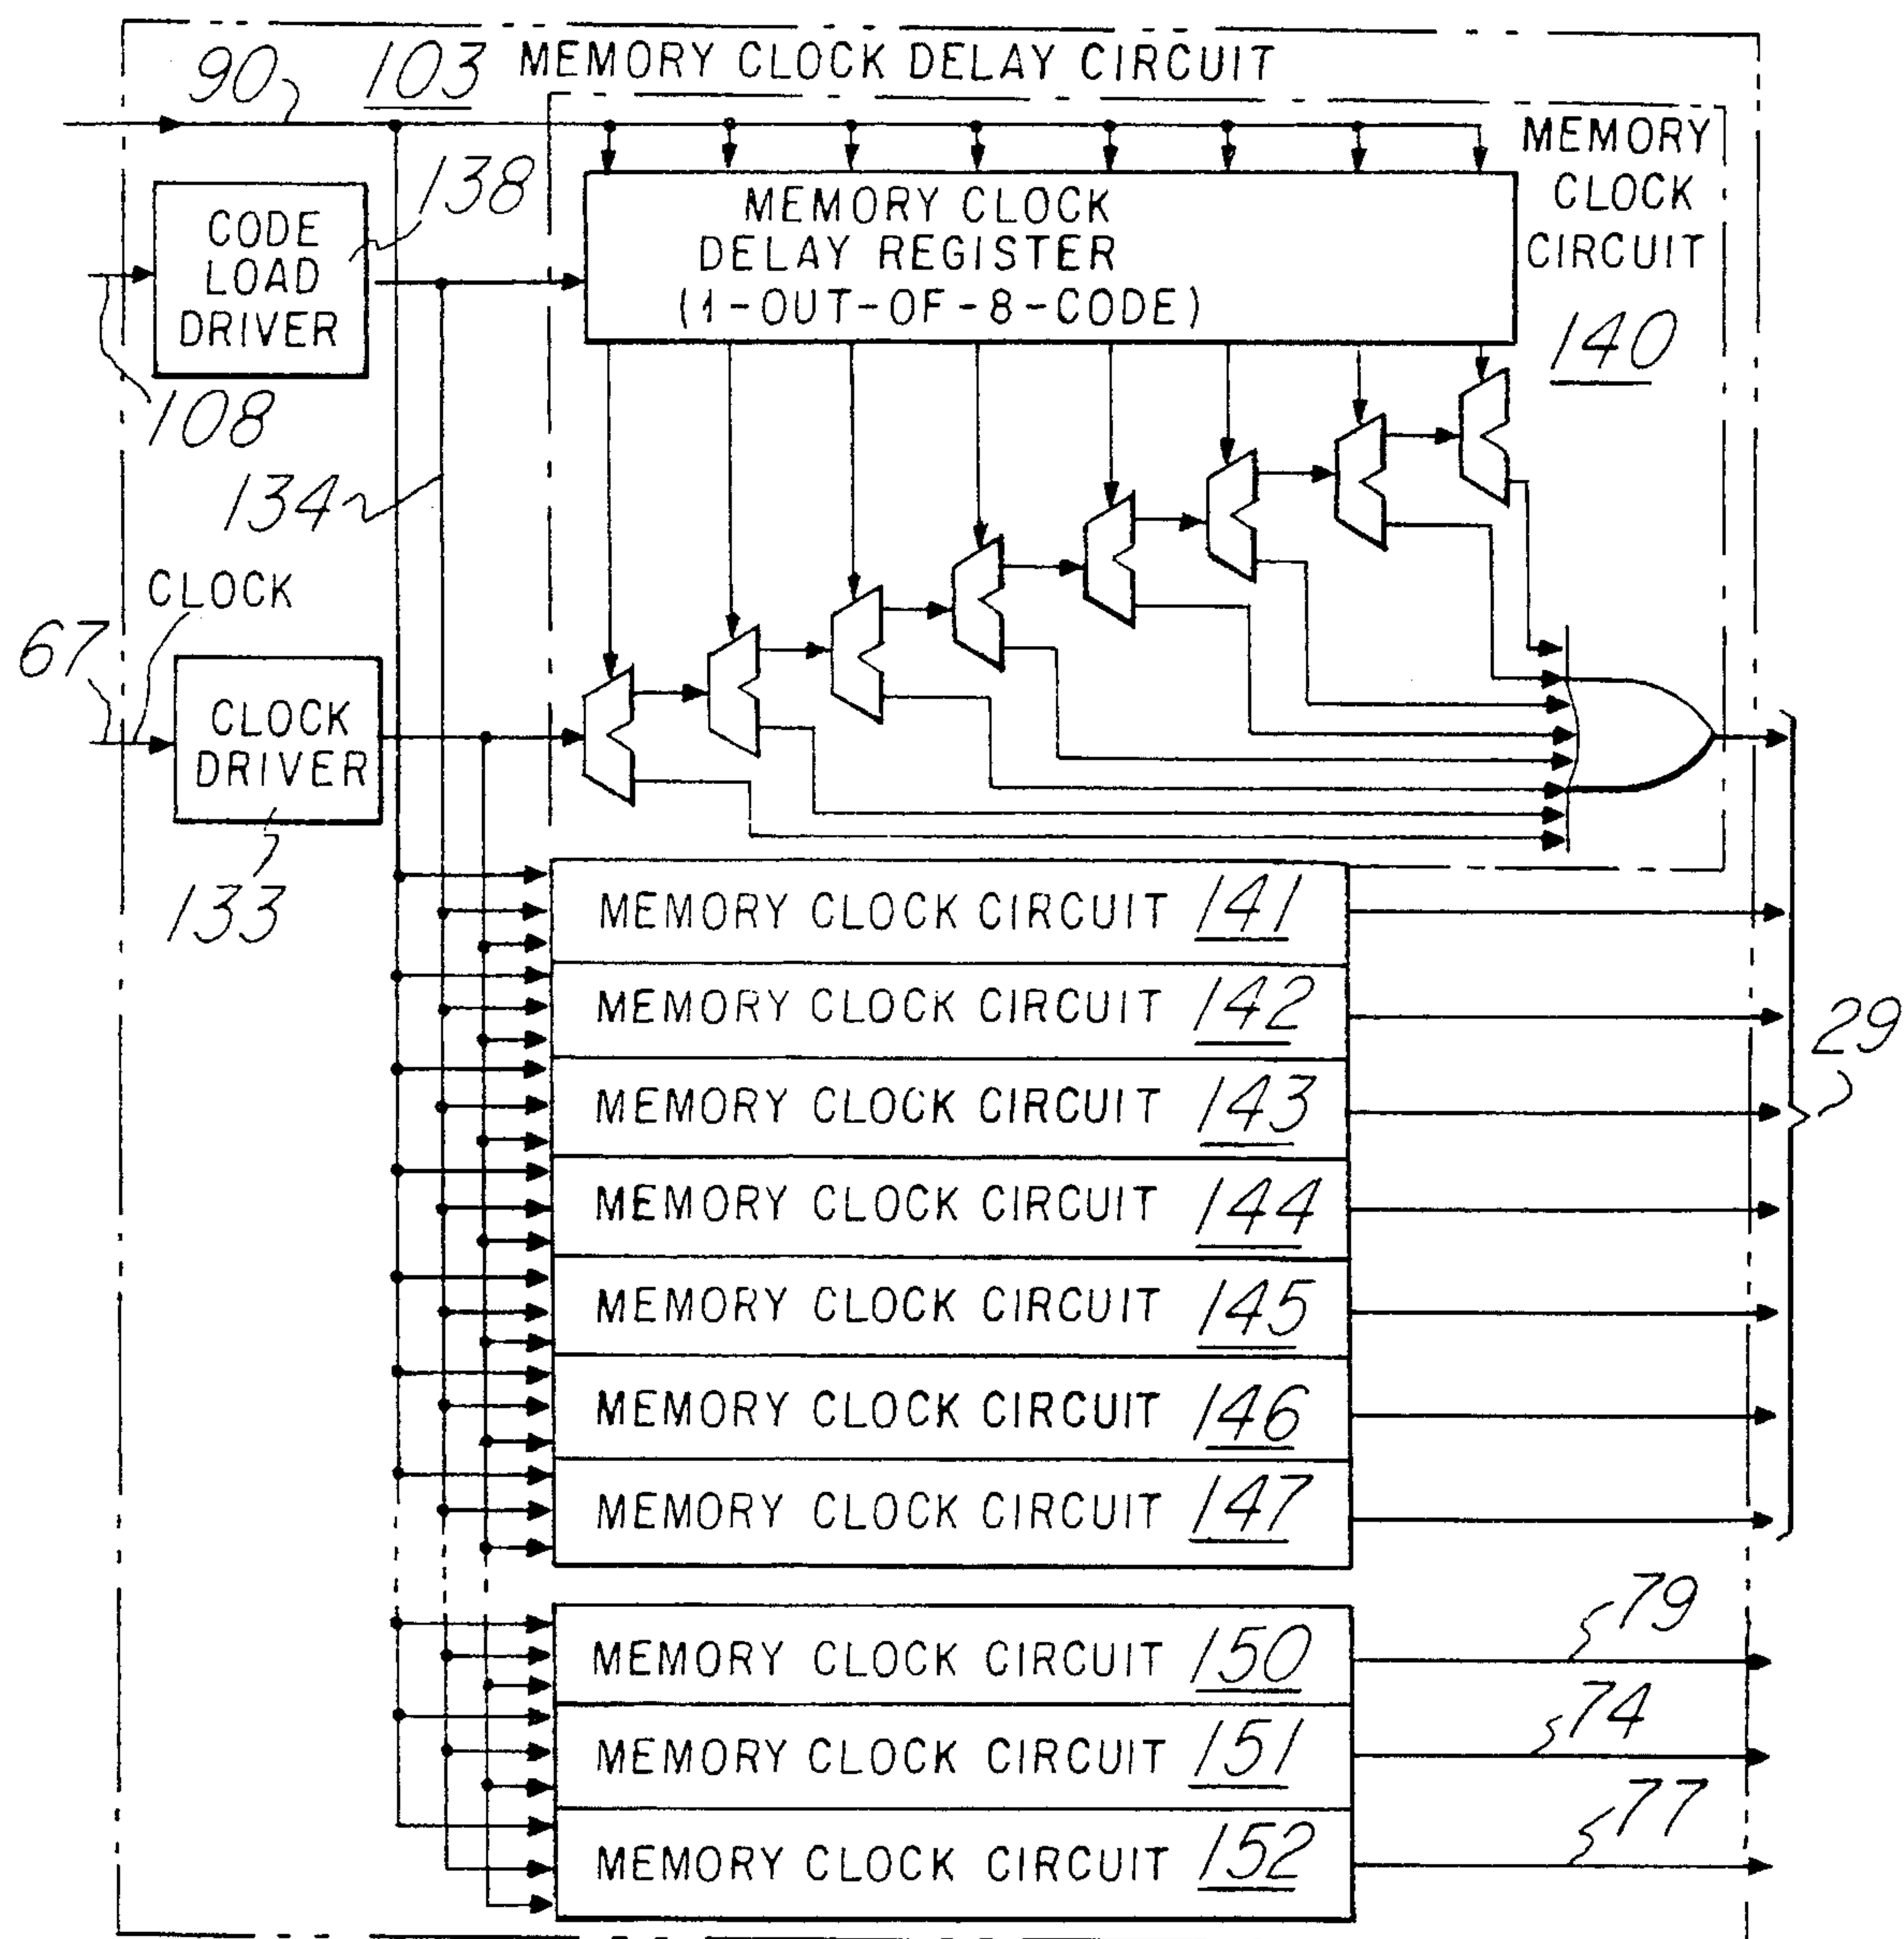 103 MEMORY CLOCK DELAY CIRCUIT
90
MEMORY
CLOCK
CIRCUIT
140
138
CODE
LOAD
DRIVER
MEMORY CLOCK
DELAY REGISTER
(1-OUT-OF-8-CODE)
108
134
CLOCK
67
CLOCK
DRIVER
133
MEMORY CLOCK CIRCUIT 141
MEMORY CLOCK CIRCUIT 142
MEMORY CLOCK CIRCUIT 143
MEMORY CLOCK CIRCUIT 144
MEMORY CLOCK CIRCUIT 145
MEMORY CLOCK CIRCUIT 146
MEMORY CLOCK CIRCUIT 147
29
MEMORY CLOCK CIRCUIT 150
79
MEMORY CLOCK CIRCUIT 151
74
MEMORY CLOCK CIRCUIT 152
77